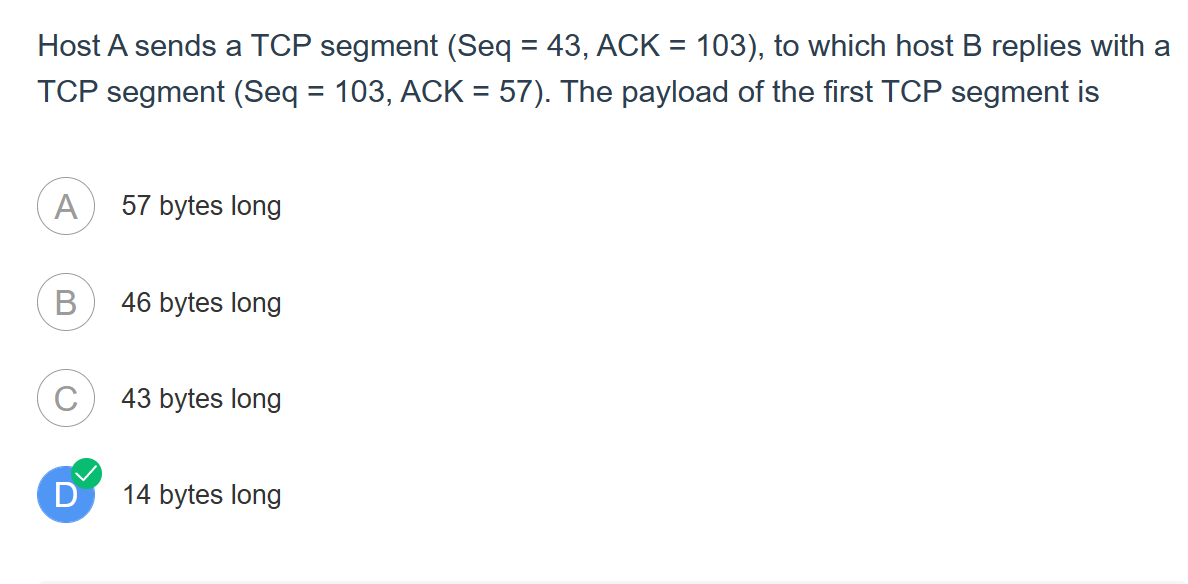 Host A sends a TCP segment (Seq = 43, ACK = 103), to which host B replies with a
TCP segment (Seq = 103, ACK = 57). The payload of the first TCP segment is
A 57 bytes long
B 46 bytes long
C 43 bytes long
D 14 bytes long